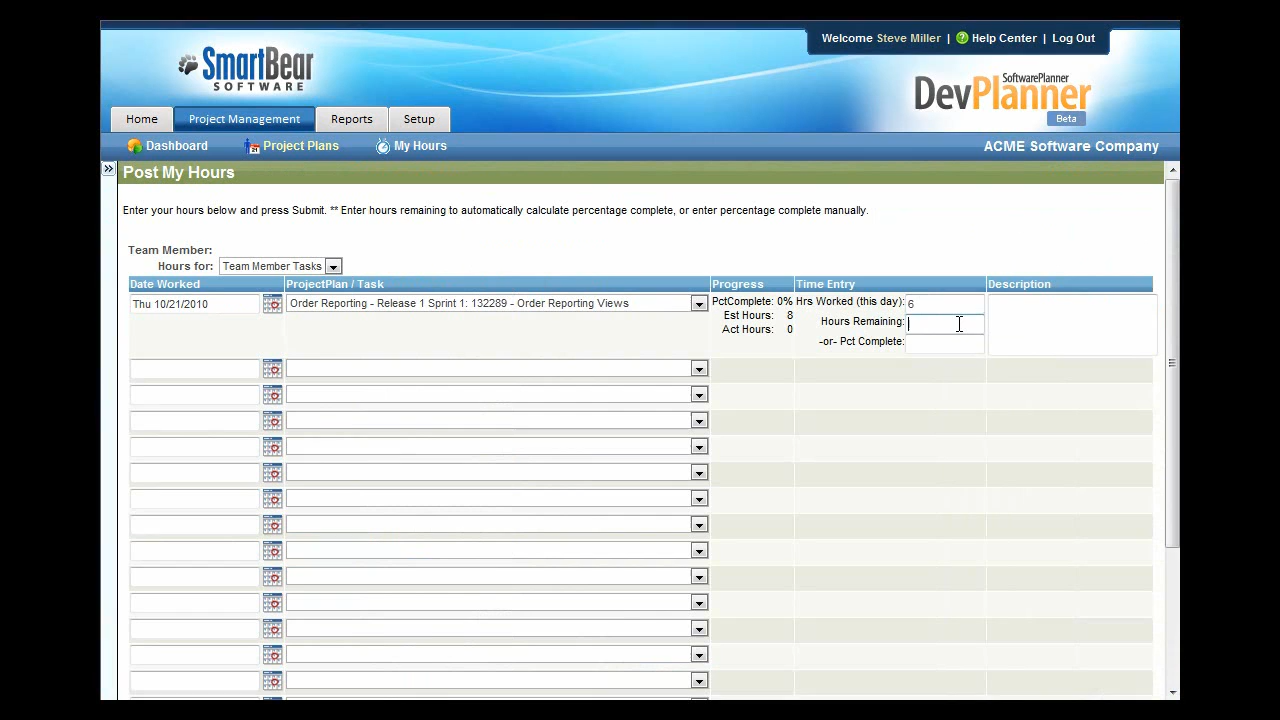 Welcome Steve Miller | Help Center | Log Out
SmartBear
SOFTWARE
SoftwarePlanner
DevPlanner
Beta
Home Project Management Reports Setup
Dashboard Project Plans My Hours ACME Software Company
Post My Hours
Enter your hours below and press Submit. ** Enter hours remaining to automatically calculate percentage complete, or enter percentage complete manually.
Team Member:
Hours for: Team Member Tasks
Date Worked ProjectPlan / Task Progress Time Entry Description
Thu 10/21/2010 Order Reporting - Release 1 Sprint 1: 132289 - Order Reporting Views PctComplete: 0% Hrs Worked (this day): 6
Est Hours: 8 Hours Remaining:
Act Hours: 0 -or- Pct Complete: